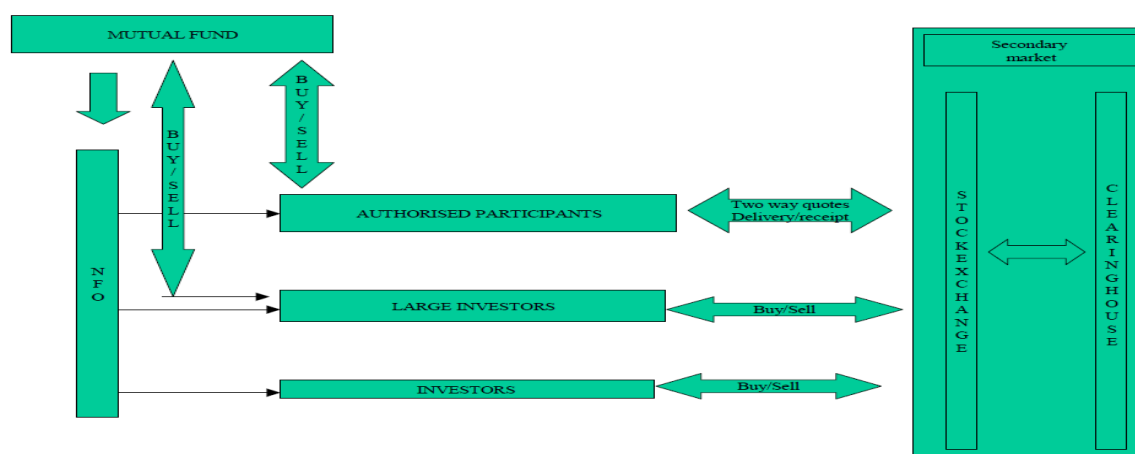 MUTUAL FUND
Secondary
market
BUY/SELL
BUY/SELL
NFO
AUTHORISED PARTICIPANTS
Two way quotes
Delivery/receipt
STOCKEXCHANGE
CLEARINGHOUSE
LARGE INVESTORS
Buy/Sell
INVESTORS
Buy/Sell